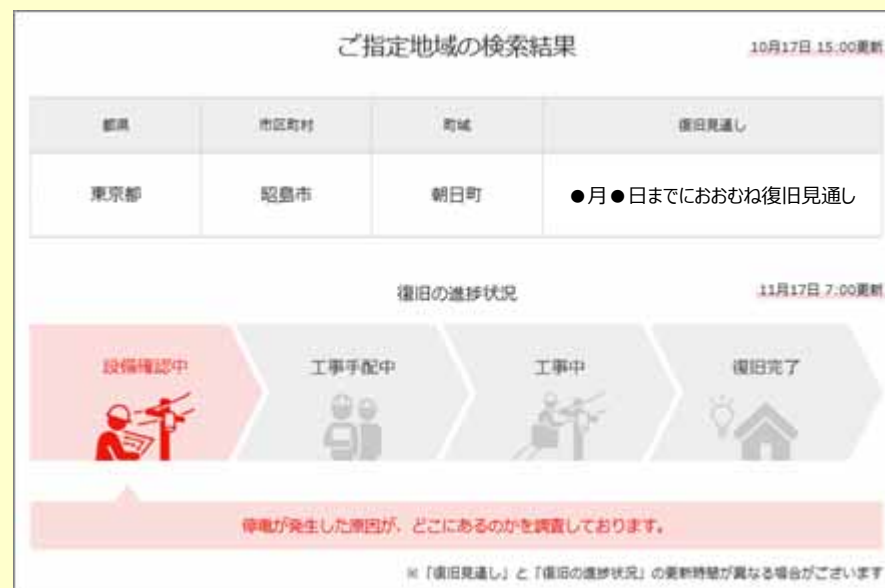 ご指定地域の検索結果
10月17日 15:00更新
都県 市区町村 町域 復旧見通し
東京都 昭島市 朝日町 ●月●日までにおおむね復旧見通し
復旧の進捗状況
11月17日 7:00更新
設備確認中 工事手配中 工事中 復旧完了
停電が発生した原因が、どこにあるのかを調査しております。
※「復旧見通し」と「復旧の進捗状況」の更新時間が異なる場合がございます